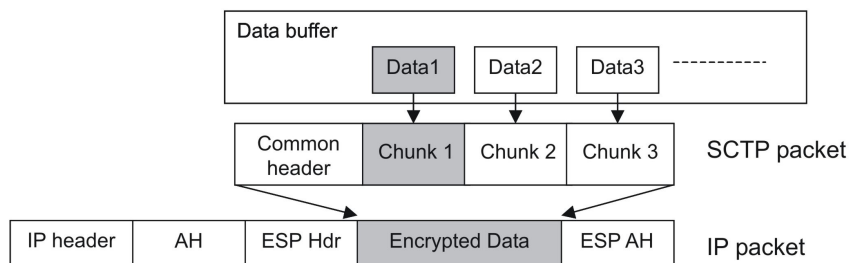 Data buffer
Data1 Data2 Data3
Common header Chunk 1 Chunk 2 Chunk 3 SCTP packet
IP header AH ESP Hdr Encrypted Data ESP AH IP packet